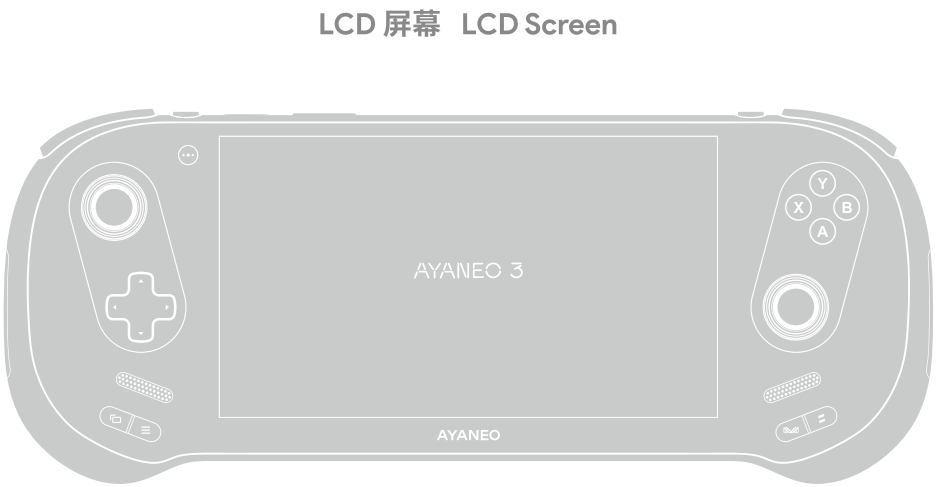 LCD 屏幕 LCD Screen
Y
X B
A
AYANEO 3
AYANEO